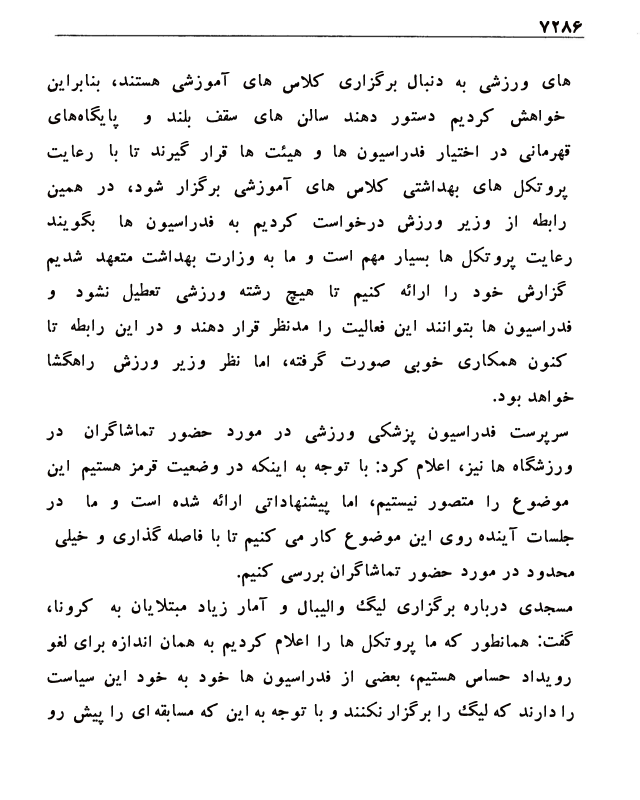 ۷۲۸۶
های ورزشی به دنبال برگزاری کلاس های آموزشی هستند، بنابراین
خواهش کردیم دستور دهند سالن های سقف بلند و پایگاه‌های
قهرمانی در اختیار فدراسیون ها و هیئت ها قرار گیرند تا با رعایت
پروتکل های بهداشتی کلاس های آموزشی برگزار شود، در همین
رابطه از وزیر ورزش درخواست کردیم به فدراسیون ها بگویند
رعایت پروتکل ها بسیار مهم است و ما به وزارت بهداشت متعهد شدیم
گزارش خود را ارائه کنیم تا هیچ رشته ورزشی تعطیل نشود و
فدراسیون ها بتوانند این فعالیت را مدنظر قرار دهند و در این رابطه تا
کنون همکاری خوبی صورت گرفته، اما نظر وزیر ورزش راهگشا
خواهد بود.
سرپرست فدراسیون پزشکی ورزشی در مورد حضور تماشاگران در
ورزشگاه ها نیز، اعلام کرد: با توجه به اینکه در وضعیت قرمز هستیم این
موضوع را متصور نیستیم، اما پیشنهاداتی ارائه شده است و ما در
جلسات آینده روی این موضوع کار می کنیم تا با فاصله گذاری و خیلی
محدود در مورد حضور تماشاگران بررسی کنیم.
مسجدی درباره برگزاری لیگ والیبال و آمار زیاد مبتلایان به کرونا،
گفت: همانطور که ما پروتکل ها را اعلام کردیم به همان اندازه برای لغو
رویداد حساس هستیم، بعضی از فدراسیون ها خود به خود این سیاست
را دارند که لیگ را برگزار نکنند و با توجه به این که مسابقه ای را پیش رو